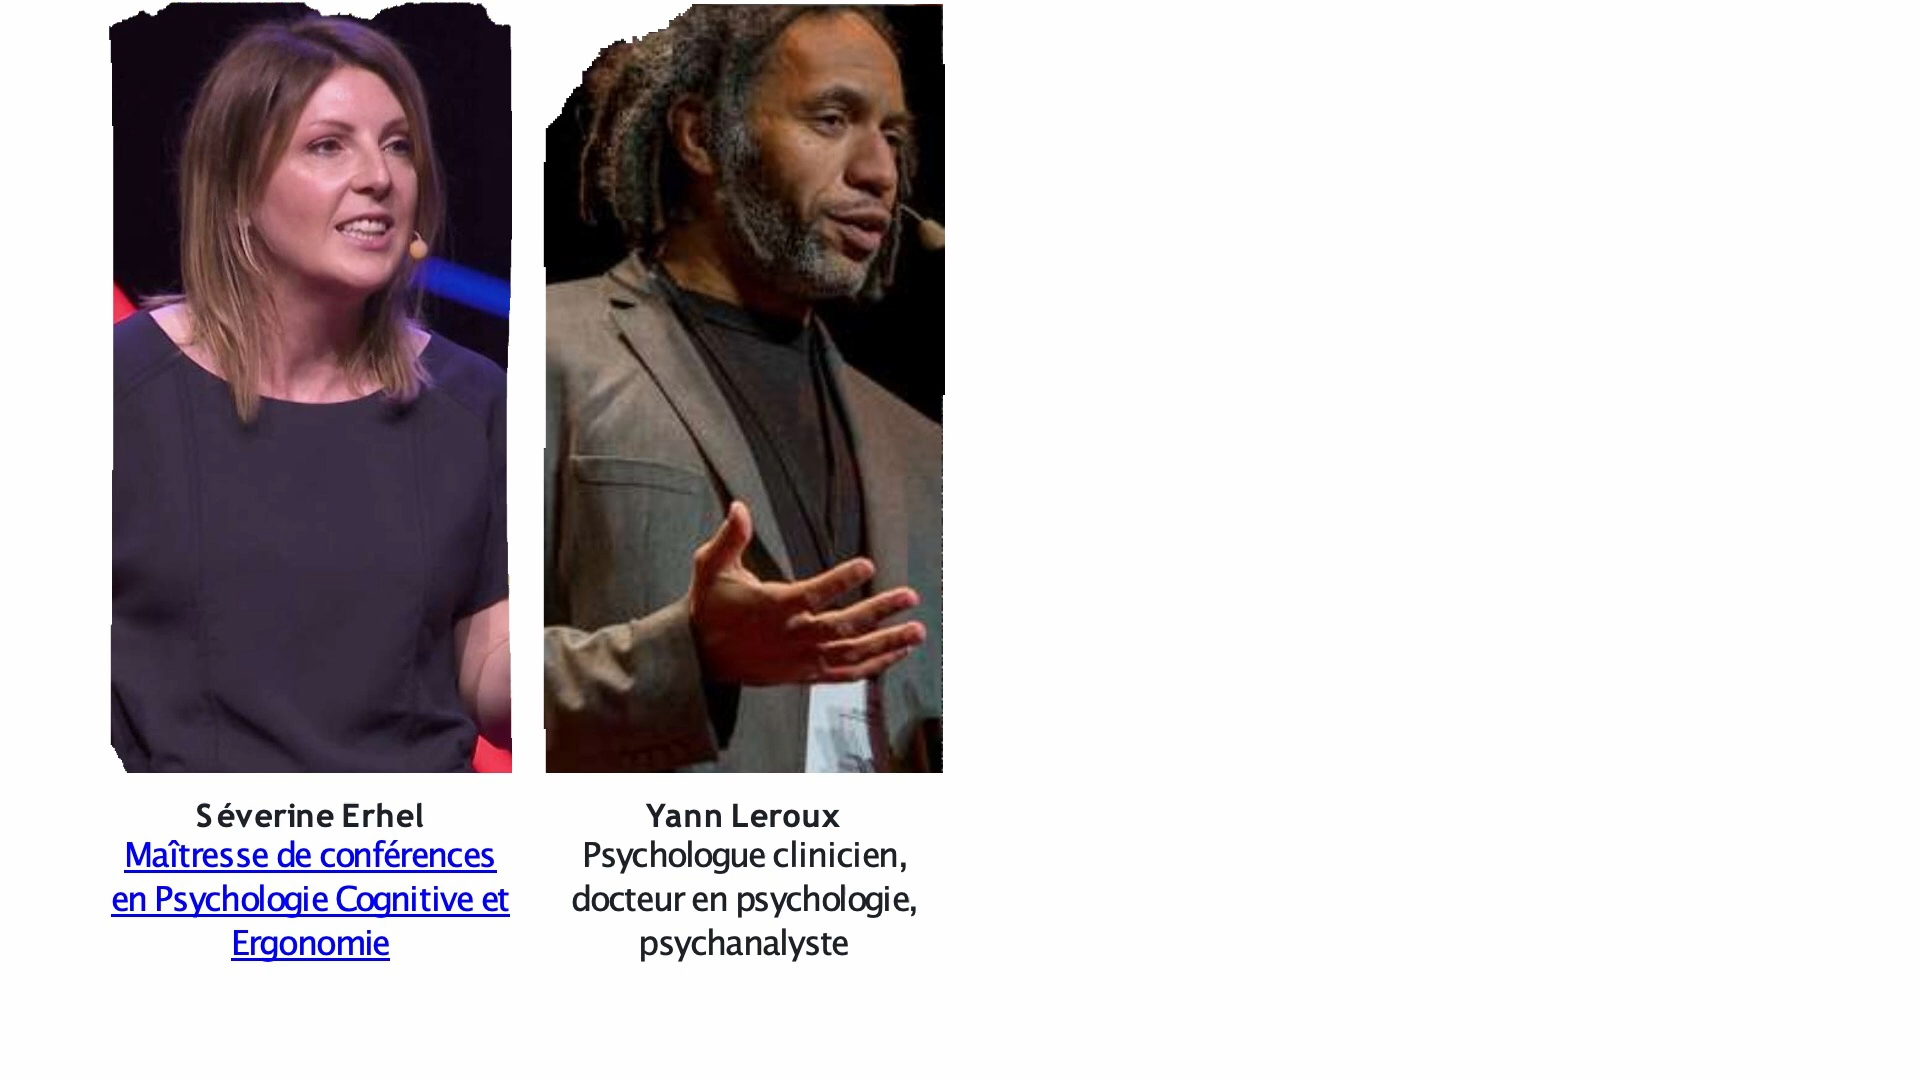 Séverine Erhel
Maîtresse de conférences
en Psychologie Cognitive et
Ergonomie
Yann Leroux
Psychologue clinicien,
docteur en psychologie,
psychanalyste